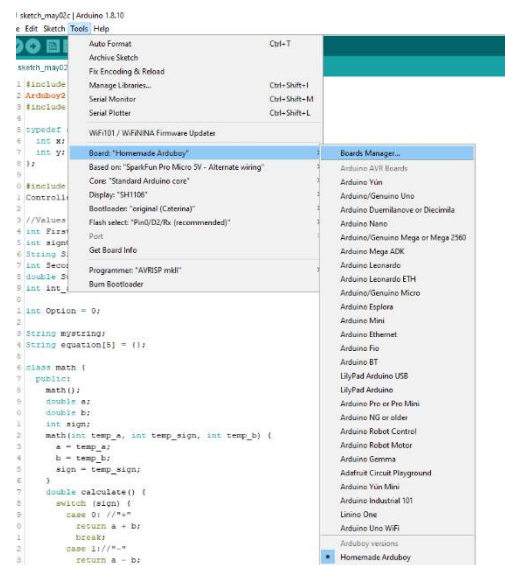 sketch_may02c | Arduino 1.8.10
Edit Sketch Tools Help
Auto Format Ctrl+T
Archive Sketch
Fix Encoding & Reload
Manage Libraries... Ctrl+Shift+I
Serial Monitor Ctrl+Shift+M
Serial Plotter Ctrl+Shift+L
WiFi101 / WiFiNINA Firmware Updater
Board: "Homemade Arduboy"
Based on: "SparkFun Pro Micro 5V - Alternate wiring"
Core: "Standard Arduino core"
Display: "SH1106"
Bootloader: "original (Caterina)"
Flash select: "Pin0/D2/Rx (recommended)"
Port
Get Board Info
Programmer: "AVRISP mkII"
Burn Bootloader
Boards Manager...
Arduino AVR Boards
Arduino Yún
Arduino/Genuino Uno
Arduino Duemilanove or Diecimila
Arduino Nano
Arduino/Genuino Mega or Mega 2560
Arduino Mega ADK
Arduino Leonardo
Arduino Leonardo ETH
Arduino/Genuino Micro
Arduino Esplora
Arduino Mini
Arduino Ethernet
Arduino Fio
Arduino BT
LilyPad Arduino USB
LilyPad Arduino
Arduino Pro or Pro Mini
Arduino NG or older
Arduino Robot Control
Arduino Robot Motor
Arduino Gemma
Adafruit Circuit Playground
Arduino Yún Mini
Arduino Industrial 101
Linino One
Arduino Uno WiFi
Arduboy versions
Homemade Arduboy
sketch_may02
1 #include
2 Arduboy2
3 #include
4
5 typedef
6 int x;
7 int y;
8 };
9
0 #include
1 Controll
2
3 //Values
4 int Firs
5 int sign
6 String S
7 int Seco
8 double S
9 int int_
0
1 int Option = 0;
2
3 String mystring;
4 String equation[5] = {};
5
6 class math {
7 public:
8 math();
9 double a;
0 double b;
1 int sign;
2 math(int temp_a, int temp_sign, int temp_b) {
3 a = temp_a;
4 b = temp_b;
5 sign = temp_sign;
6 }
7 double calculate() {
8 switch (sign) {
9 case 0: //"+"
0 return a + b;
1 break;
2 case 1://"-"
3 return a - b;